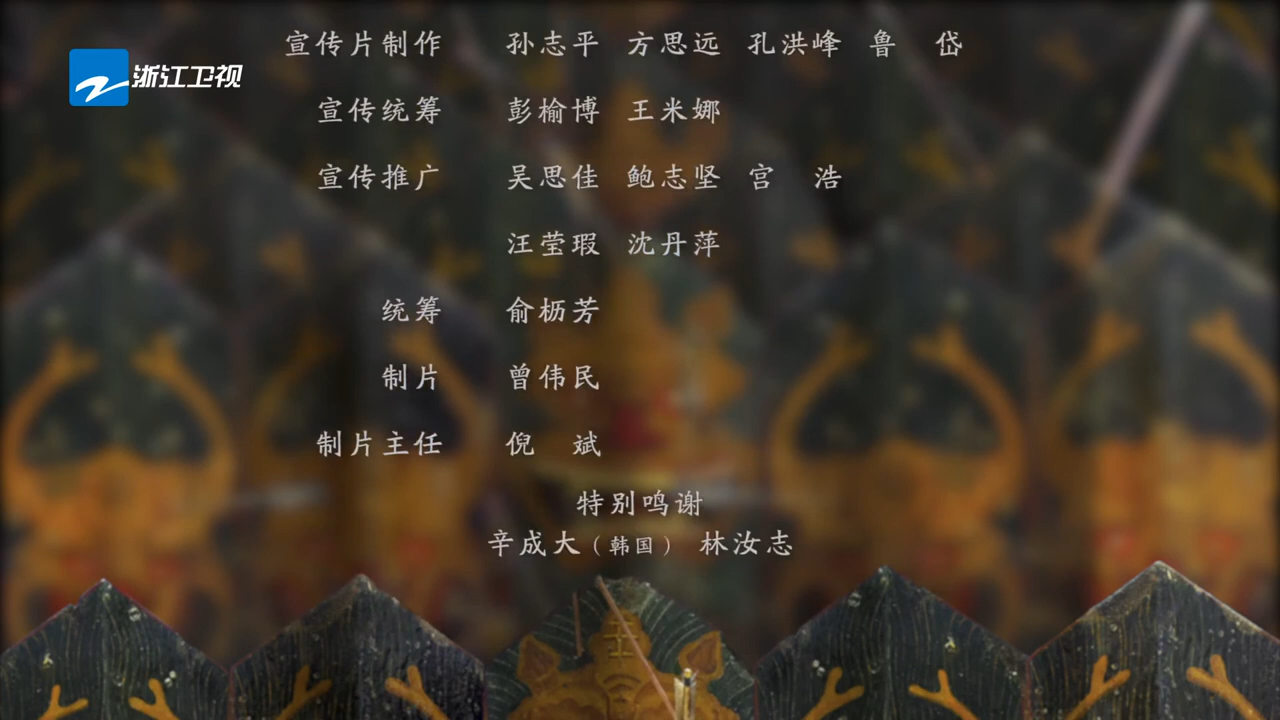 宣传片制作 孙志平 方思远 孔洪峰 鲁 岱
浙江卫视
宣传统筹 彭榆博 王米娜
宣传推广 吴思佳 鲍志坚 宫 浩
汪莹瑕 沈丹萍
统筹 俞枥芳
制片 曾伟民
制片主任 倪 斌
特别鸣谢
辛成大（韩国） 林汝志
王